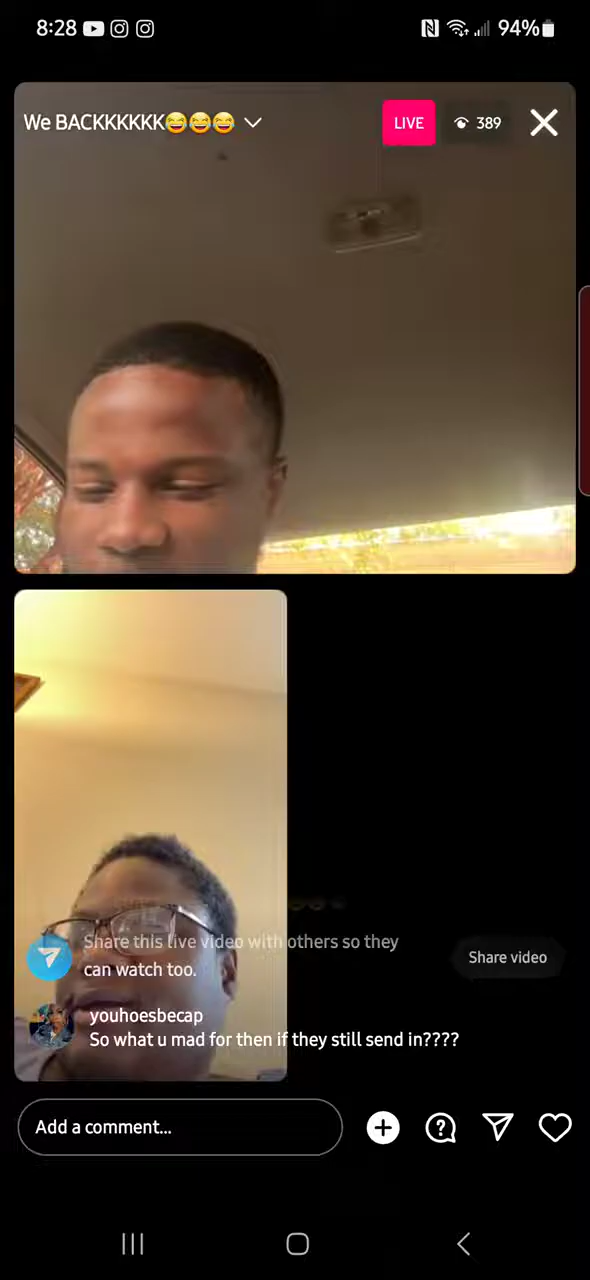 8:28
94%
We BACKKKKKK😂😂😂
LIVE
389
Share this live video with others so they
can watch too.
Share video
youhoesbecap
So what u mad for then if they still send in????
Add a comment...